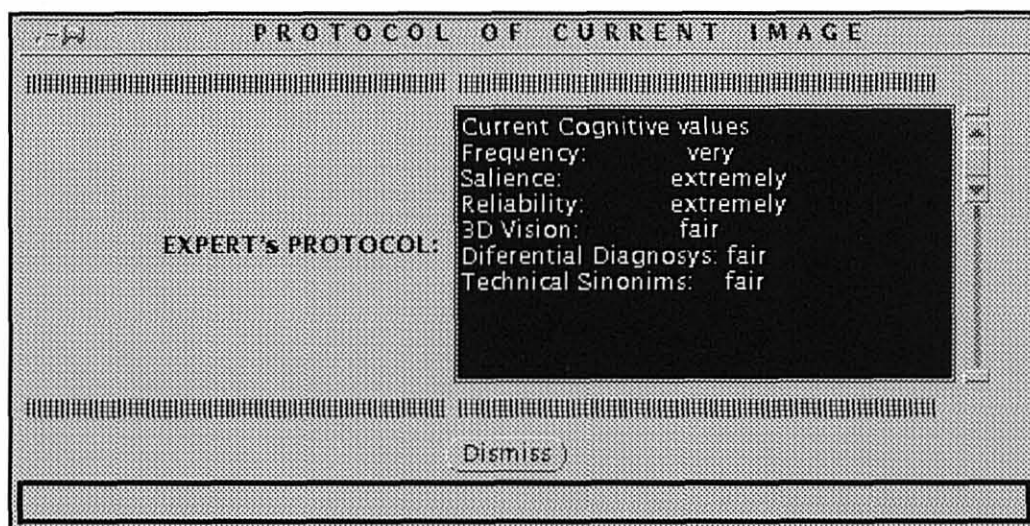 PROTOCOL OF CURRENT IMAGE
Current Cognitive values
Frequency: very
Salience: extremely
Reliability: extremely
3D Vision: fair
EXPERT's PROTOCOL:
Diferential Diagnosys: fair
Technical Sinonims: fair
Dismiss